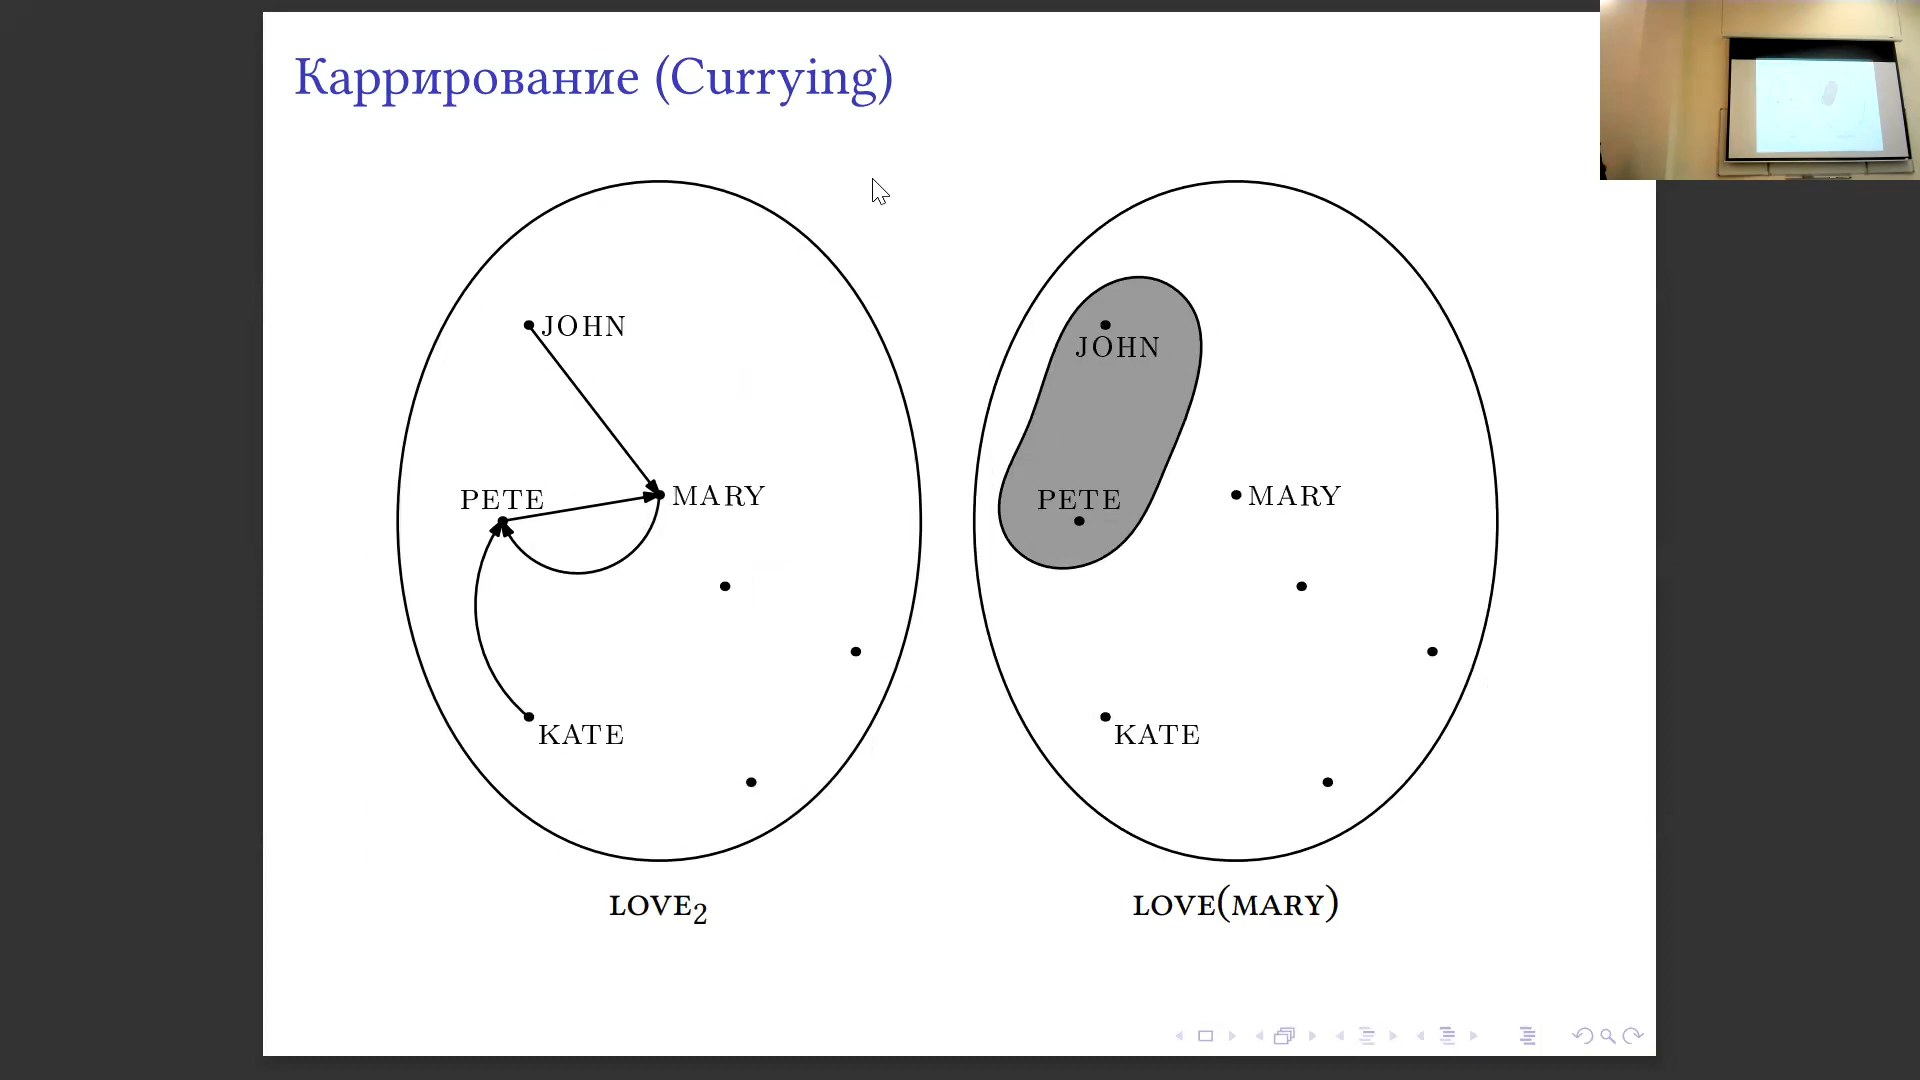 Каррирование (Currying)
JOHN
PETE
MARY
KATE
LOVE2
JOHN
PETE
MARY
KATE
LOVE(MARY)